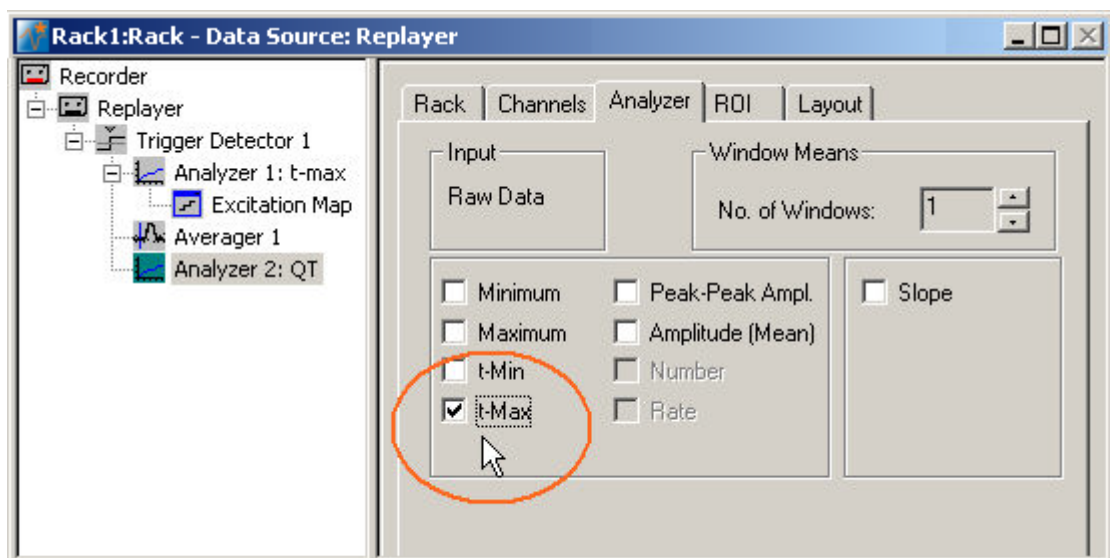 Rack1:Rack - Data Source: Replayer
Recorder
Replayer
Trigger Detector 1
Analyzer 1: t-max
Excitation Map
Averager 1
Analyzer 2: QT
Rack Channels Analyzer ROI Layout
Input
Raw Data
Window Means
No. of Windows: 1
Minimum Peak-Peak Ampl. Slope
Maximum Amplitude (Mean)
t-Min Number
t-Max Rate